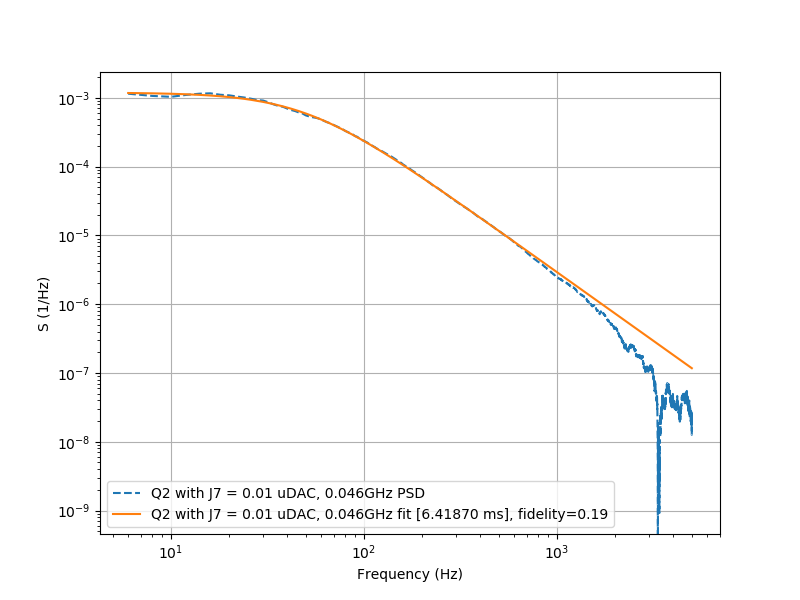 S (1/Hz)
10⁻³
10⁻⁴
10⁻⁵
10⁻⁶
10⁻⁷
10⁻⁸
10⁻⁹
Q2 with J7 = 0.01 uDAC, 0.046GHz PSD
Q2 with J7 = 0.01 uDAC, 0.046GHz fit [6.41870 ms], fidelity=0.19
10¹ 10² 10³
Frequency (Hz)